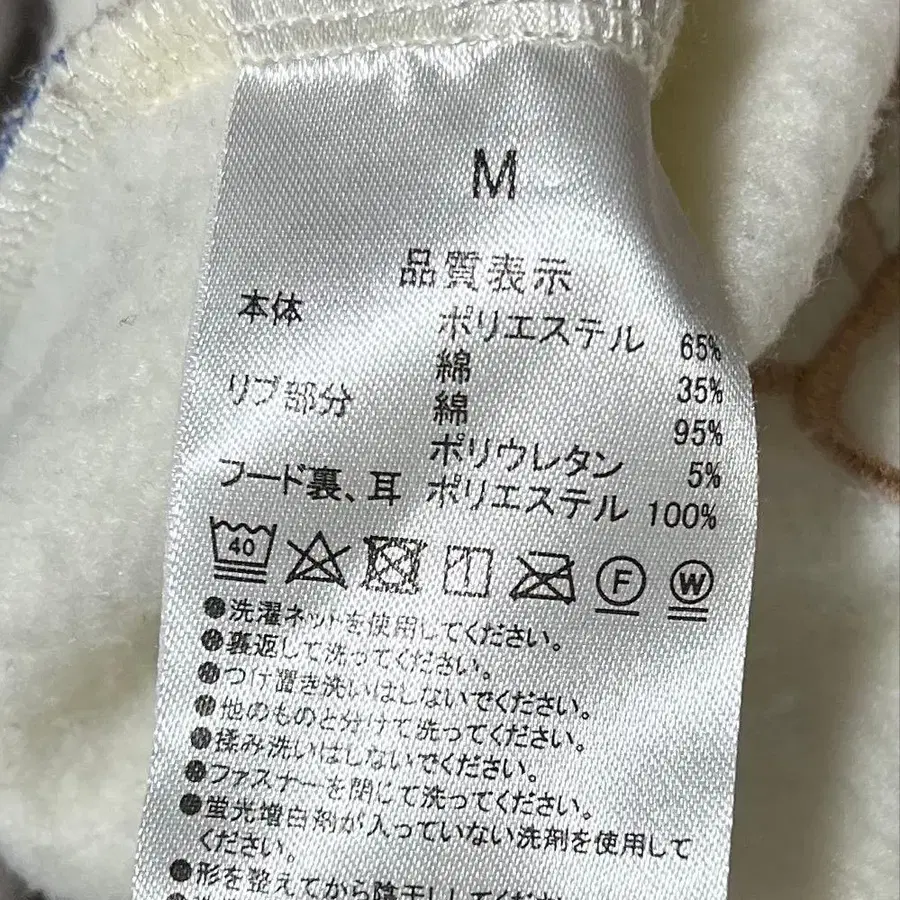 M
品質表示
本体 ポリエステル 65%
綿 35%
リブ部分 綿 95%
ポリウレタン 5%
フード裏、耳 ポリエステル 100%
40 F W
●洗濯ネットを使用してください。
●裏返して洗ってください。
●つけ置き洗いはしないでください。
●他のものと分けて洗ってください。
●揉み洗いはしないでください。
●ファスナーを閉じて洗ってください。
●蛍光増白剤が入っていない洗剤を使用して
ください。
●形を整えてから陰干ししてください